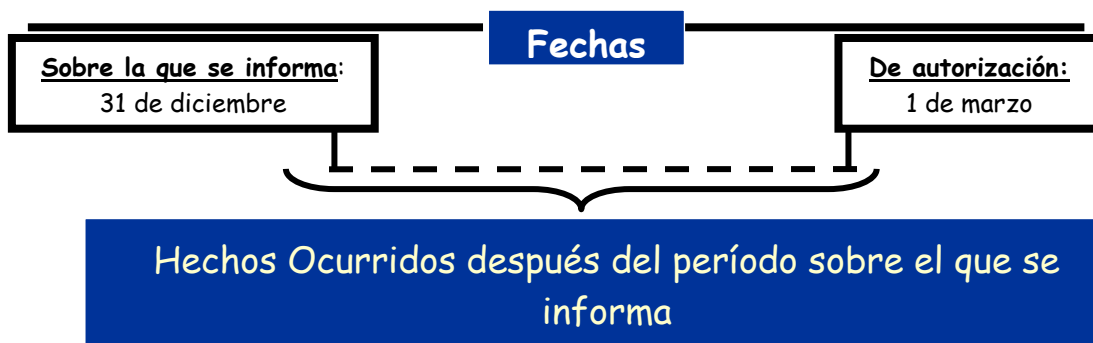 Fechas
Sobre la que se informa:
31 de diciembre
De autorización:
1 de marzo
Hechos Ocurridos después del período sobre el que se
informa